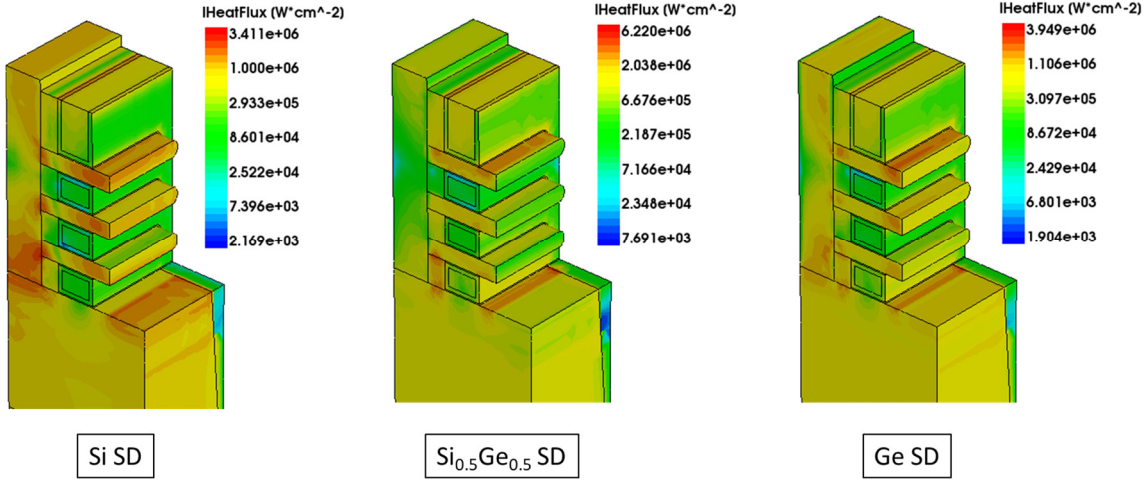 lHeatFlux (W*cm^-2)
3.411e+06
1.000e+06
2.933e+05
8.601e+04
2.522e+04
7.396e+03
2.169e+03
Si SD
lHeatFlux (W*cm^-2)
6.220e+06
2.038e+06
6.676e+05
2.187e+05
7.166e+04
2.348e+04
7.691e+03
Si0.5Ge0.5 SD
lHeatFlux (W*cm^-2)
3.949e+06
1.106e+06
3.097e+05
8.672e+04
2.429e+04
6.801e+03
1.904e+03
Ge SD